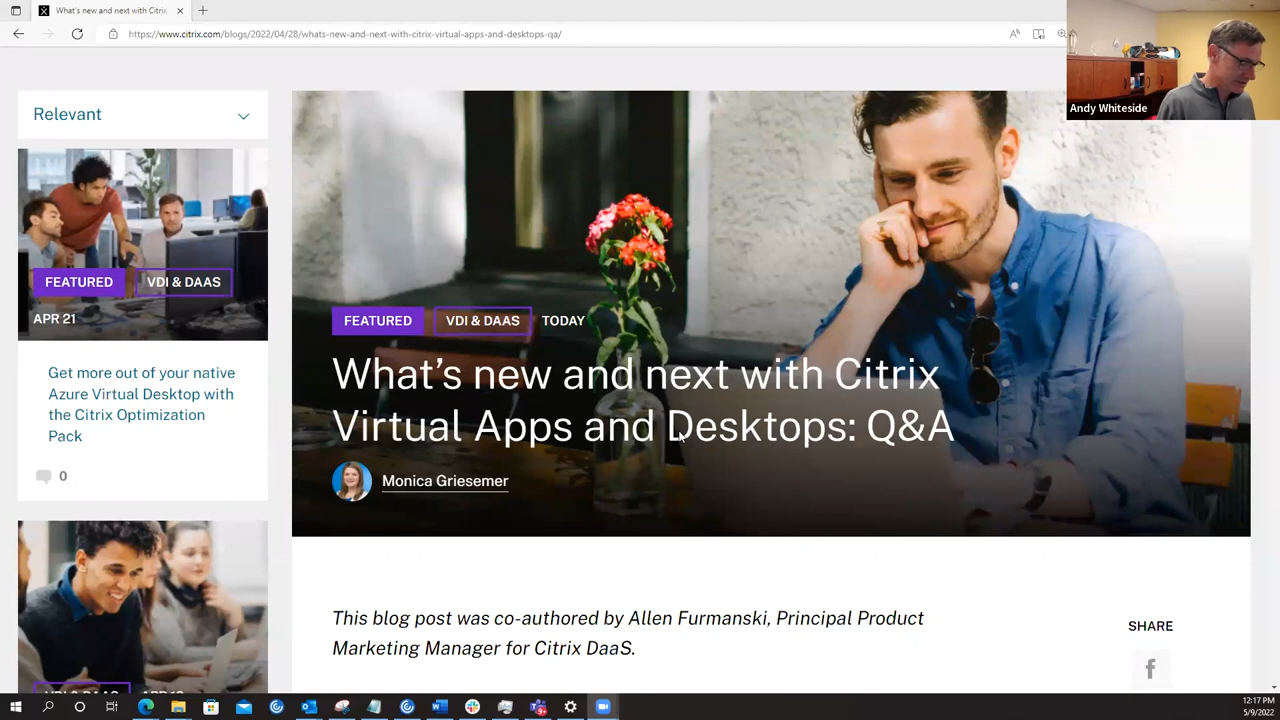 What's new and next with Citri
https://www.citrix.com/blogs/2022/04/28/whats-new-and-next-with-citrix-virtual-apps-and-desktops-qa/
Andy Whiteside
Relevant
FEATURED
VDI & DAAS
APR 21
Get more out of your native
Azure Virtual Desktop with
the Citrix Optimization
Pack
0
FEATURED
VDI & DAAS
TODAY
What's new and next with Citrix
Virtual Apps and Desktops: Q&A
Monica Griesemer
This blog post was co-authored by Allen Furmanski, Principal Product
Marketing Manager for Citrix DaaS.
SHARE
12:17 PM
5/9/2022